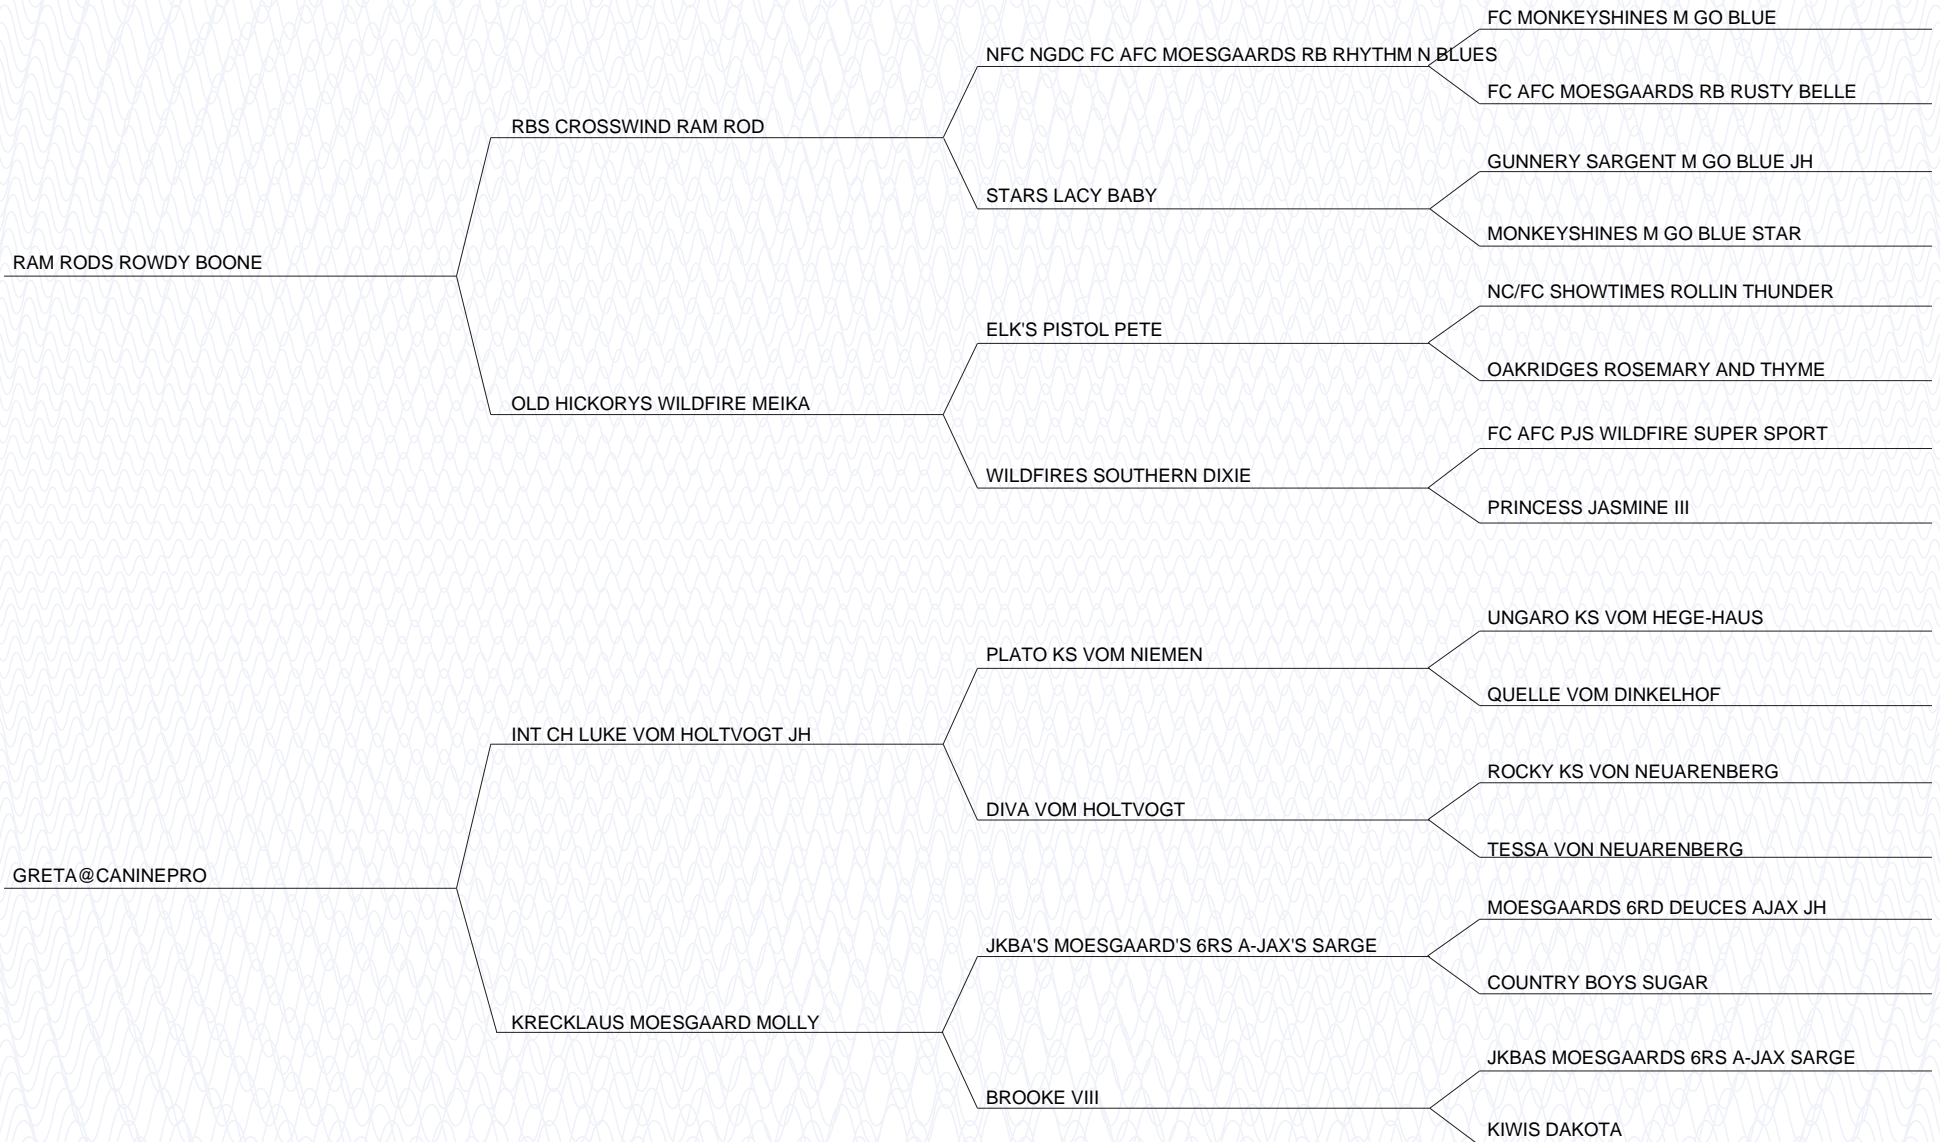 FC MONKEYSHINES M GO BLUE
NFC NGDC FC AFC MOESGAARDS RB RHYTHM N BLUES
FC AFC MOESGAARDS RB RUSTY BELLE
RBS CROSSWIND RAM ROD
GUNNERY SARGENT M GO BLUE JH
STARS LACY BABY
MONKEYSHINES M GO BLUE STAR
RAM RODS ROWDY BOONE
NC/FC SHOWTIMES ROLLIN THUNDER
ELK'S PISTOL PETE
OAKRIDGES ROSEMARY AND THYME
OLD HICKORYS WILDFIRE MEIKA
FC AFC PJS WILDFIRE SUPER SPORT
WILDFIRES SOUTHERN DIXIE
PRINCESS JASMINE III
UNGARO KS VOM HEGE-HAUS
PLATO KS VOM NIEMEN
QUELLE VOM DINKELHOF
INT CH LUKE VOM HOLTVOGT JH
ROCKY KS VON NEUARENBERG
DIVA VOM HOLTVOGT
TESSA VON NEUARENBERG
GRETA@CANINEPRO
MOESGAARDS 6RD DEUCES AJAX JH
JKBA'S MOESGAARD'S 6RS A-JAX'S SARGE
COUNTRY BOYS SUGAR
KRECKLAUS MOESGAARD MOLLY
JKBAS MOESGAARDS 6RS A-JAX SARGE
BROOKE VIII
KIWIS DAKOTA